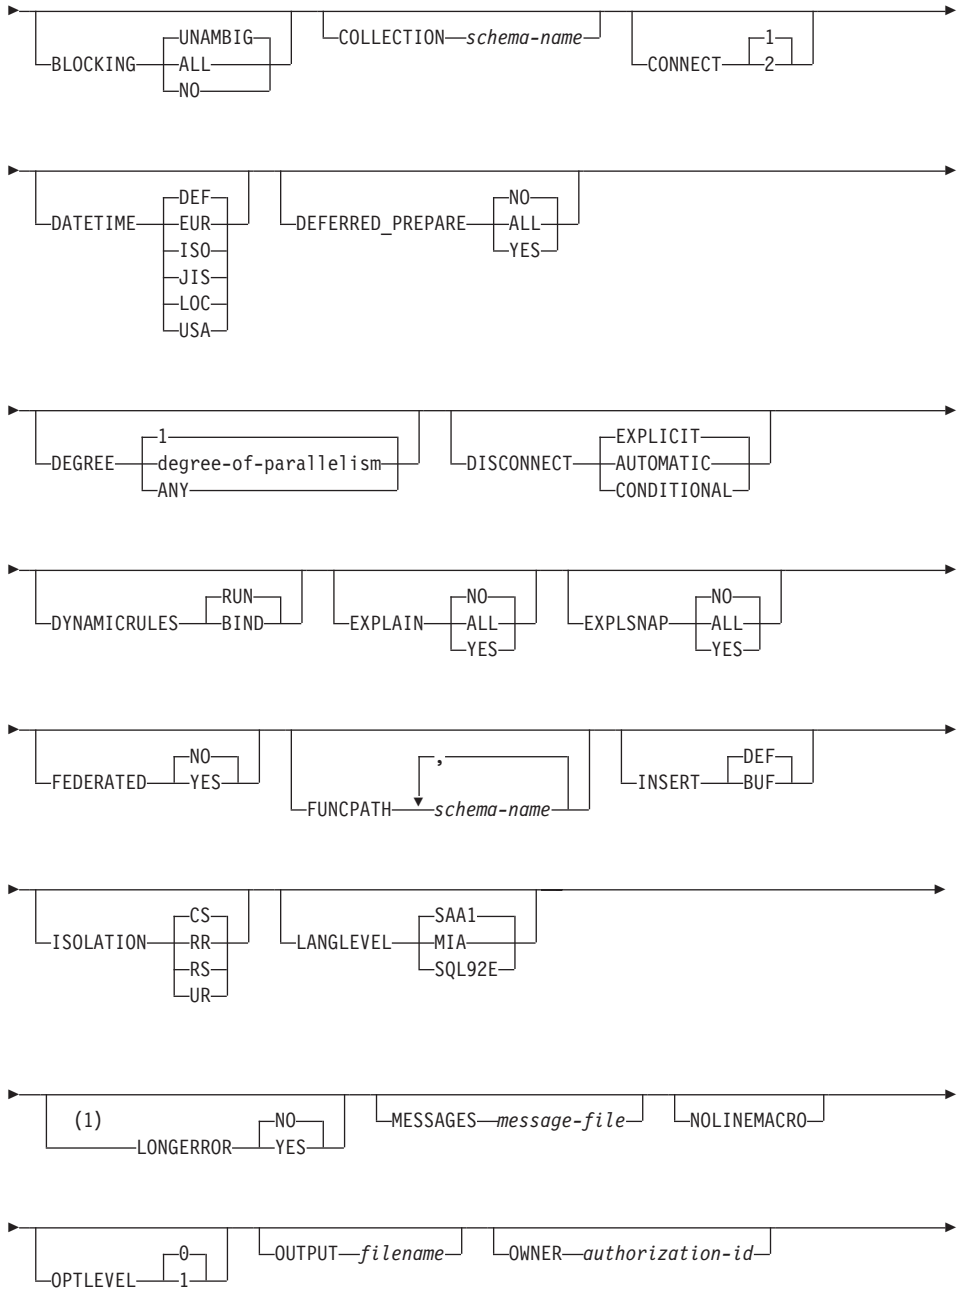 UNAMBIG
BLOCKING ALL
NO
COLLECTION schema-name
1
CONNECT 2
DEF
DATETIME EUR
ISO
JIS
LOC
USA
NO
DEFERRED_PREPARE ALL
YES
1
DEGREE degree-of-parallelism
ANY
EXPLICIT
DISCONNECT AUTOMATIC
CONDITIONAL
RUN
DYNAMICRULES BIND
NO
EXPLAIN ALL
YES
NO
EXPLSNAP ALL
YES
NO
FEDERATED YES
,
FUNCPATH schema-name
DEF
INSERT BUF
CS
ISOLATION RR
RS
UR
SAA1
LANGLEVEL MIA
SQL92E
(1)
NO
LONGERROR YES
MESSAGES message-file
NOLINEMACRO
0
OPTLEVEL 1
OUTPUT filename
OWNER authorization-id